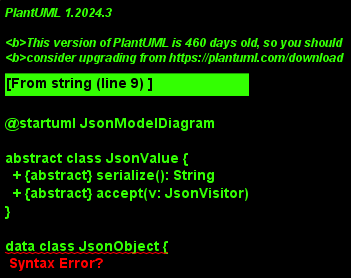 PlantUML 1.2024.3
<b>This version of PlantUML is 460 days old, so you should
<b>consider upgrading from https://plantuml.com/download
[From string (line 9) ]
@startuml JsonModelDiagram
abstract class JsonValue {
+ {abstract} serialize(): String
+ {abstract} accept(v: JsonVisitor)
}
data class JsonObject {
Syntax Error?